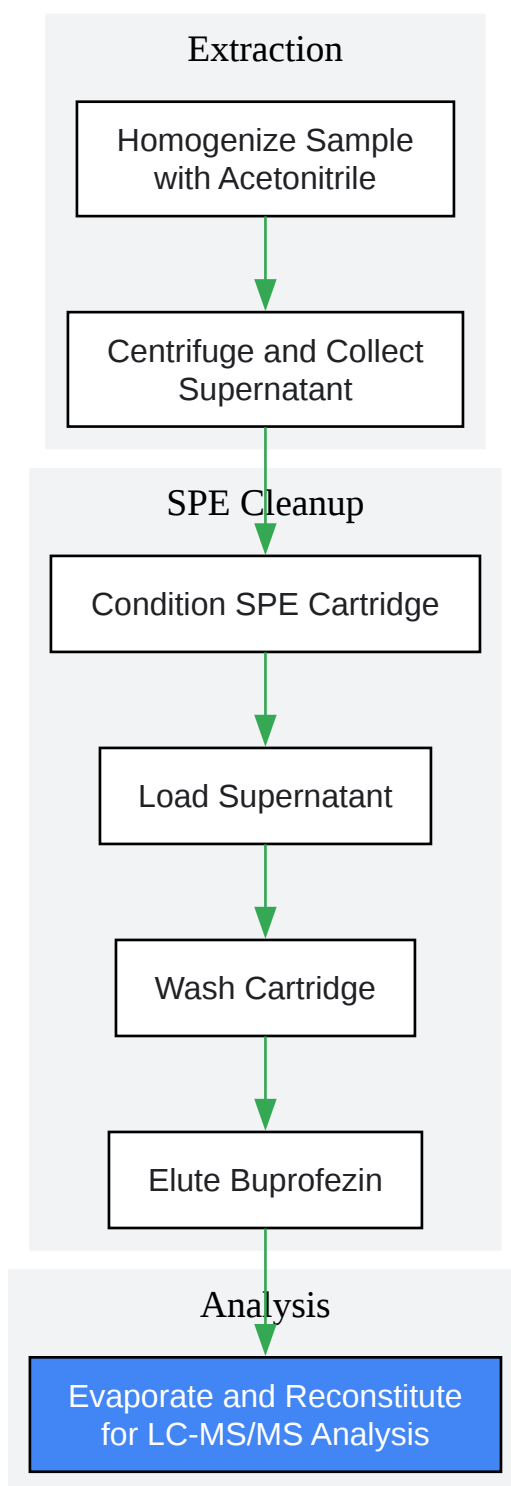 Extraction
Homogenize Sample
with Acetonitrile
Centrifuge and Collect
Supernatant
SPE Cleanup
Condition SPE Cartridge
Load Supernatant
Wash Cartridge
Elute Buprofezin
Analysis
Evaporate and Reconstitute
for LC-MS/MS Analysis